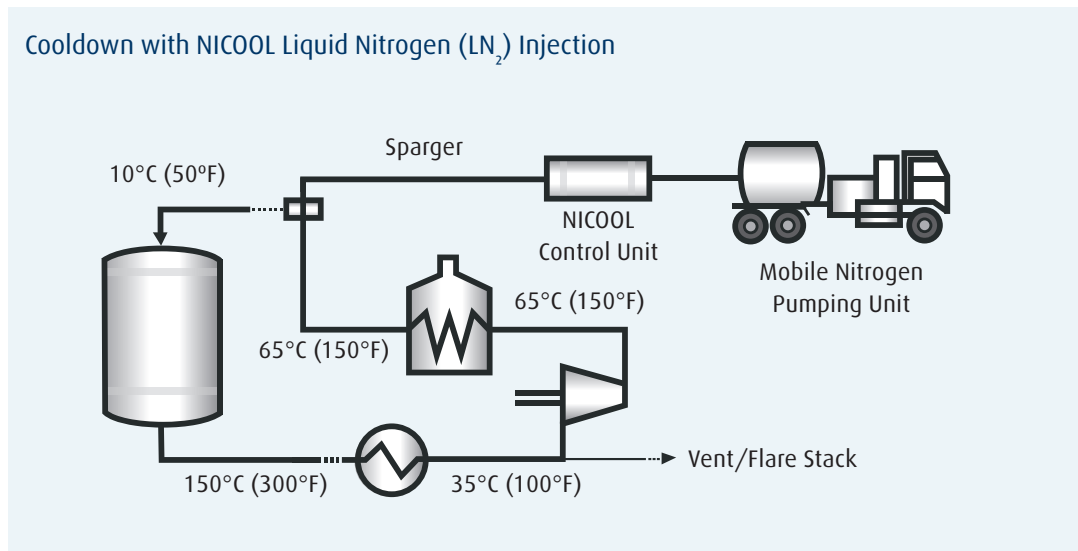 Cooldown with NICOOL Liquid Nitrogen (LN₂) Injection
Sparger
10°C (50ºF)
NICOOL
Control Unit
Mobile Nitrogen
Pumping Unit
65°C (150°F)
65°C (150°F)
150°C (300°F)
35°C (100°F)
Vent/Flare Stack